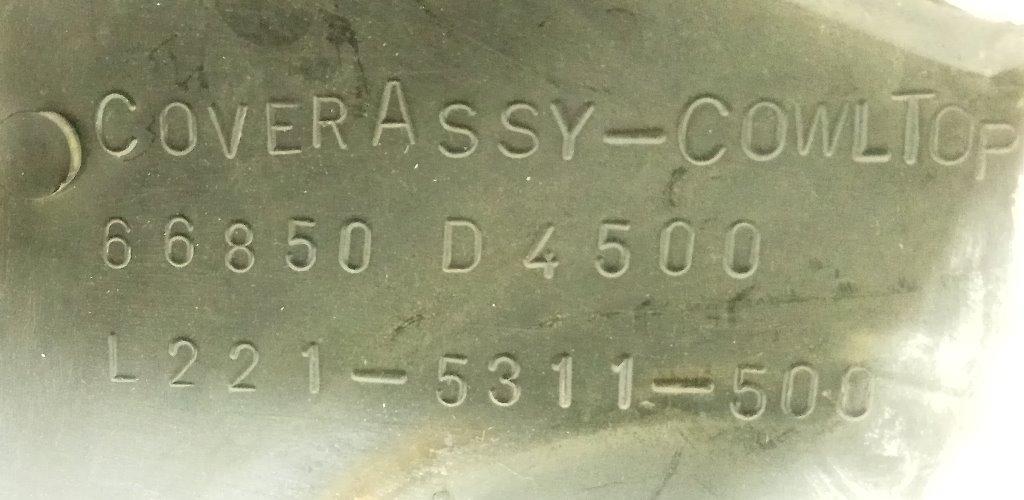 COVER ASSY-COWL TOP
66850 D4500
L221-5311-500